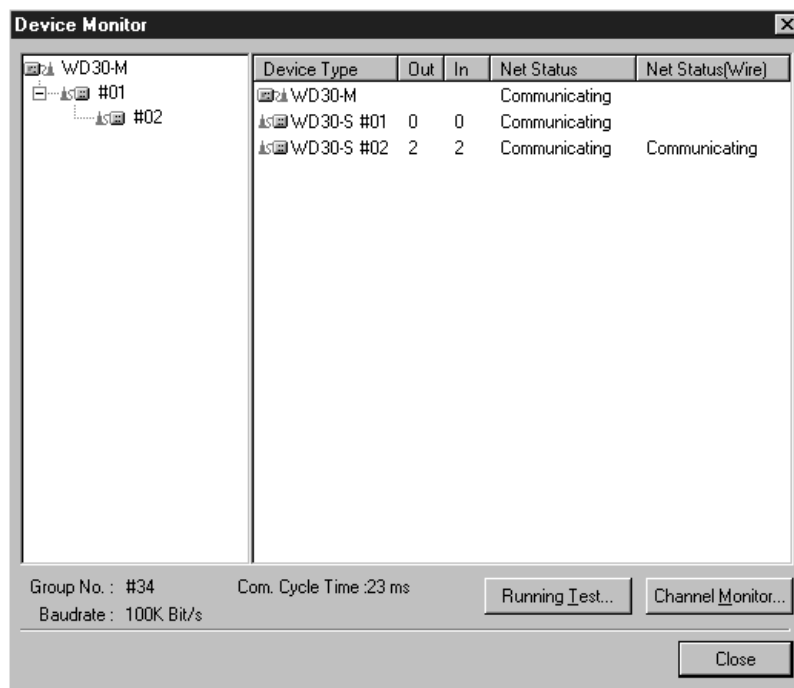 Device Monitor
WD30-M
#01
#02
Device Type Out In Net Status Net Status(Wire)
WD30-M Communicating
WD30-S #01 0 0 Communicating
WD30-S #02 2 2 Communicating Communicating
Group No. : #34 Com. Cycle Time :23 ms
Baudrate : 100K Bit/s
Running Test... Channel Monitor...
Close